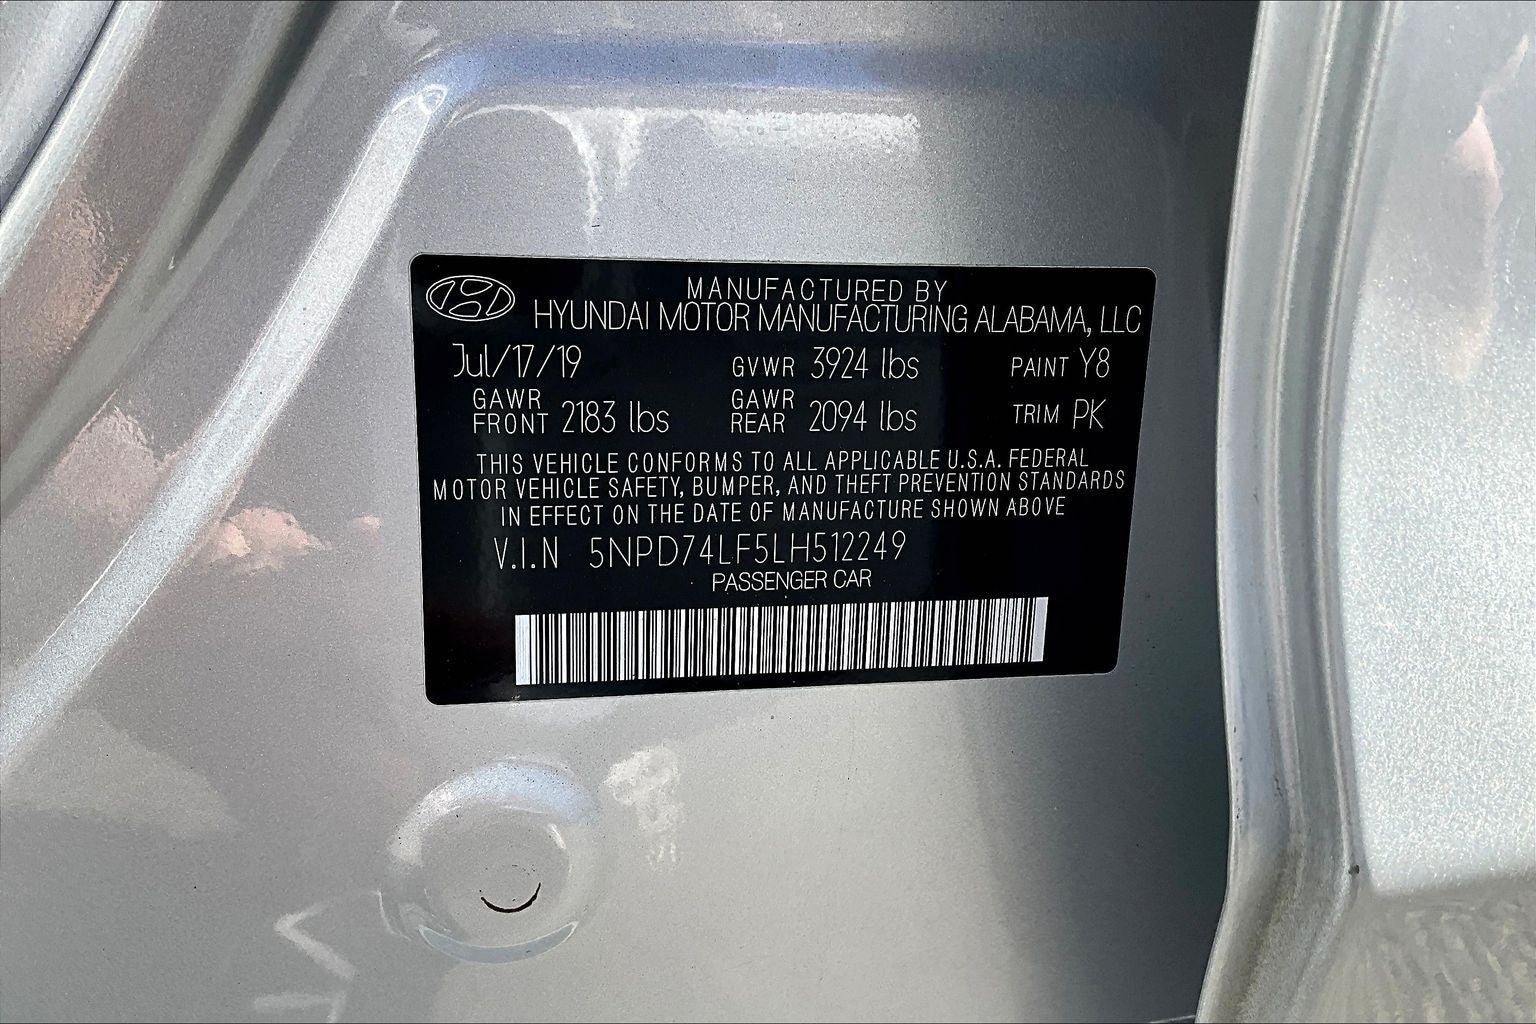 MANUFACTURED BY
HYUNDAI MOTOR MANUFACTURING ALABAMA, LLC
Jul/17/19 GVWR 3924 lbs PAINT Y8
GAWR FRONT 2183 lbs GAWR REAR 2094 lbs TRIM PK
THIS VEHICLE CONFORMS TO ALL APPLICABLE U.S.A. FEDERAL
MOTOR VEHICLE SAFETY, BUMPER, AND THEFT PREVENTION STANDARDS
IN EFFECT ON THE DATE OF MANUFACTURE SHOWN ABOVE
V.I.N 5NPD74LF5LH512249
PASSENGER CAR